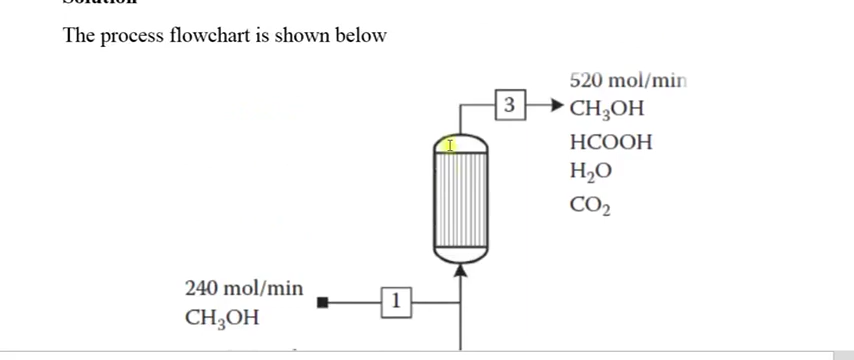 The process flowchart is shown below
520 mol/min
3
CH₃OH
HCOOH
H₂O
CO₂
240 mol/min
1
CH₃OH